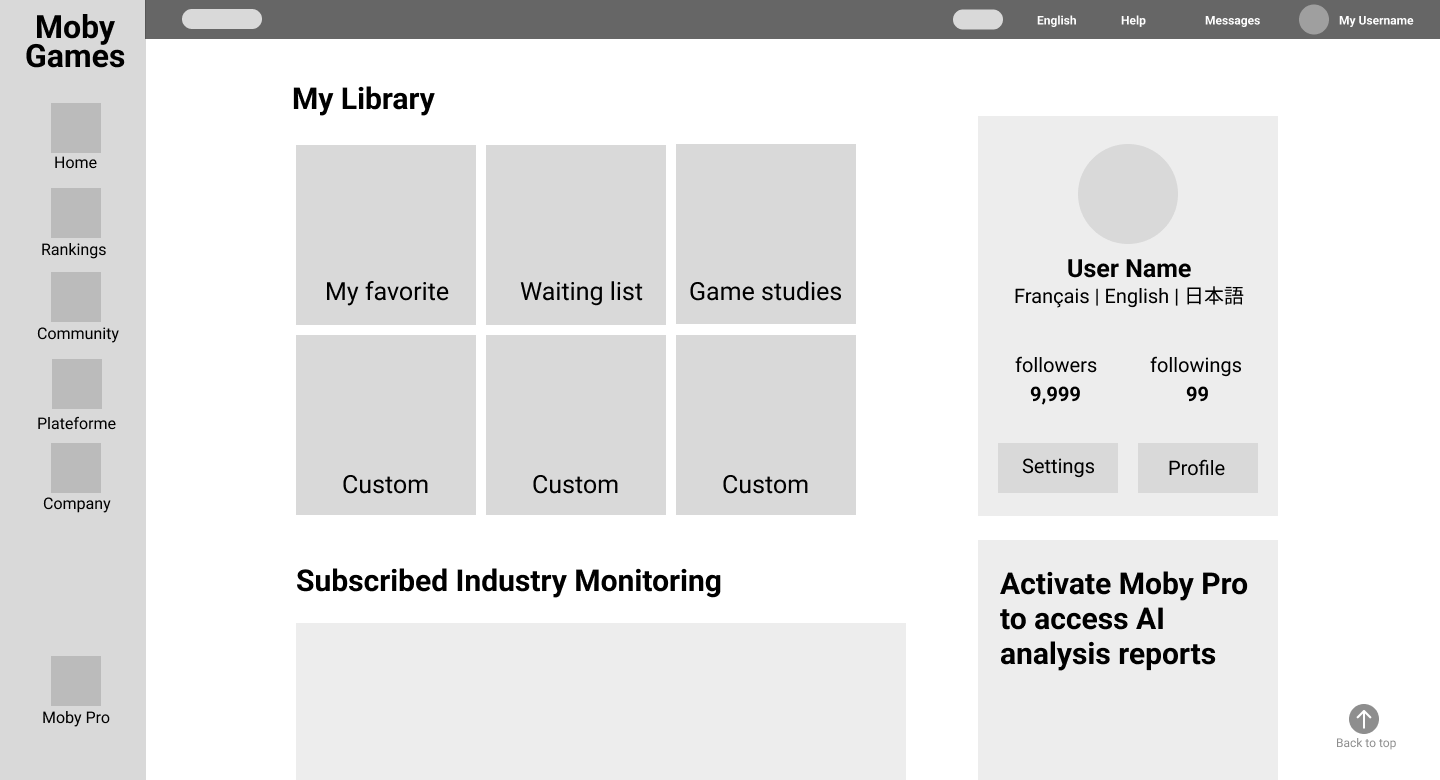 Moby
Games
English
Help
Messages
My Username
Home
Rankings
Community
Plateforme
Company
Moby Pro
My Library
My favorite
Waiting list
Game studies
Custom
Custom
Custom
Subscribed Industry Monitoring
User Name
Français | English | 日本語
followers
followings
9,999
99
Settings
Profile
Activate Moby Pro
to access AI
analysis reports
Back to top